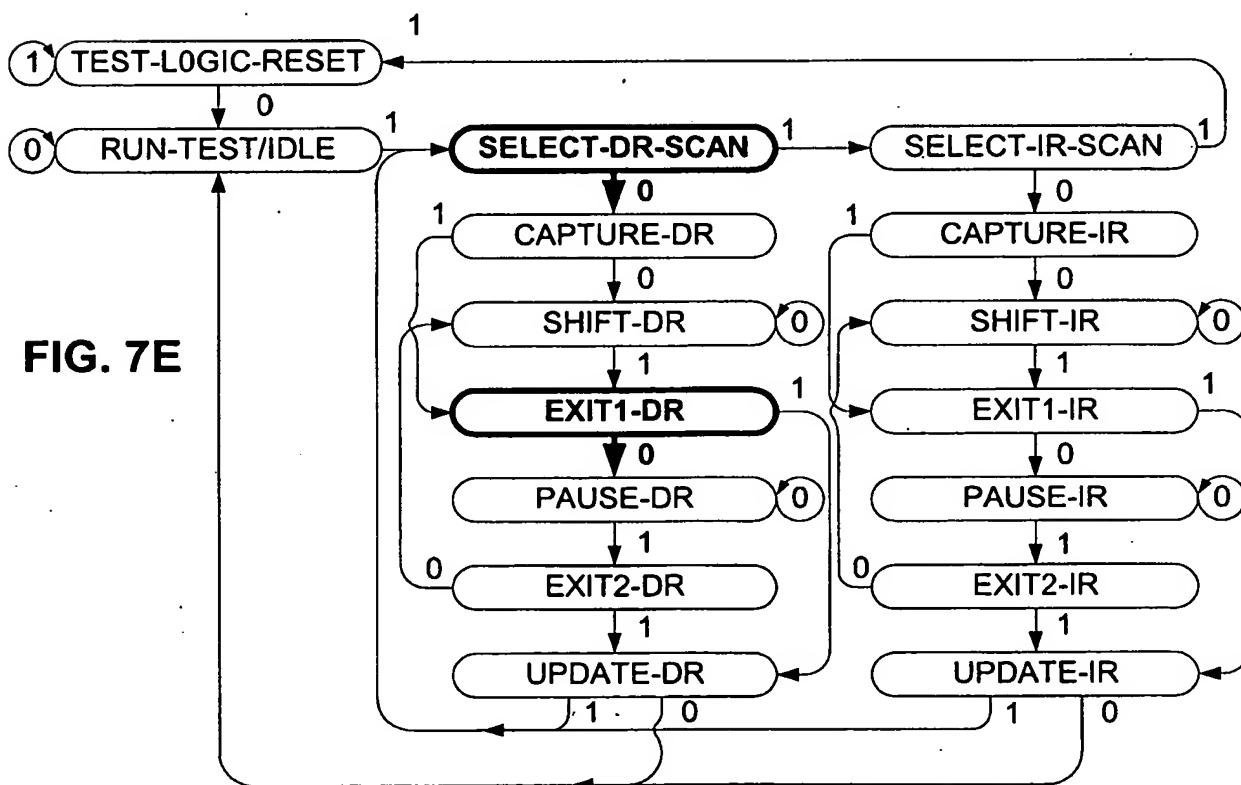 1
1 TEST-L0GIC-RESET
0
0 RUN-TEST/IDLE 1 SELECT-DR-SCAN 1 SELECT-IR-SCAN 1
0 0
1 CAPTURE-DR 1 CAPTURE-IR
0 0
SHIFT-DR 0 SHIFT-IR 0
FIG. 7E
1 1
EXIT1-DR 1 EXIT1-IR 1
0 0
PAUSE-DR 0 PAUSE-IR 0
1 1
0 EXIT2-DR 0 EXIT2-IR
1 1
UPDATE-DR UPDATE-IR
1 0 1 0